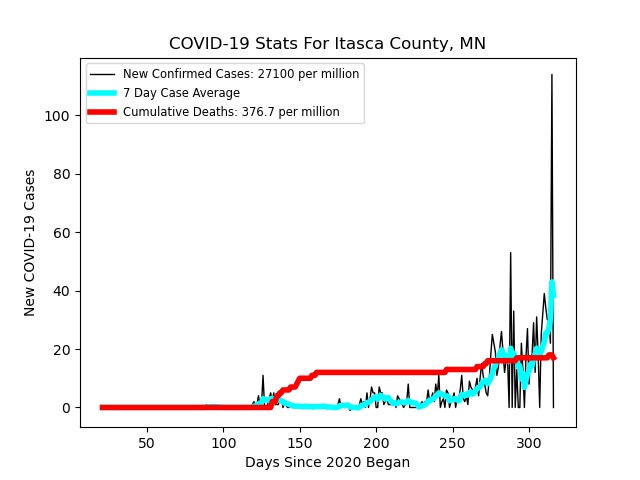 COVID-19 Stats For Itasca County, MN
New Confirmed Cases: 27100 per million
7 Day Case Average
Cumulative Deaths: 376.7 per million
New COVID-19 Cases
100
80
60
40
20
0
50 100 150 200 250 300
Days Since 2020 Began